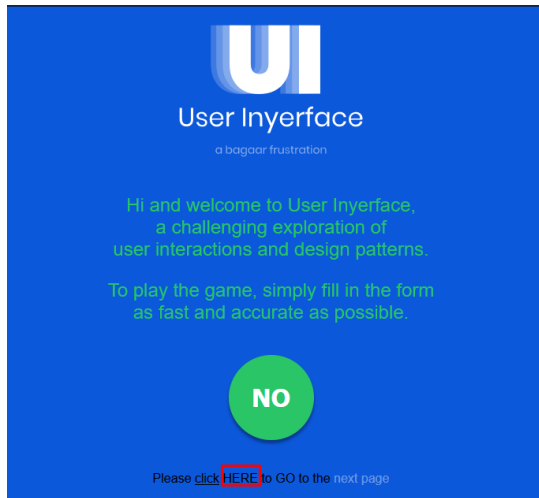 UI
User Inyerface
a bagaar frustration
Hi and welcome to User Inyerface,
a challenging exploration of
user interactions and design patterns.
To play the game, simply fill in the form
as fast and accurate as possible.
NO
Please click HERE to GO to the next page